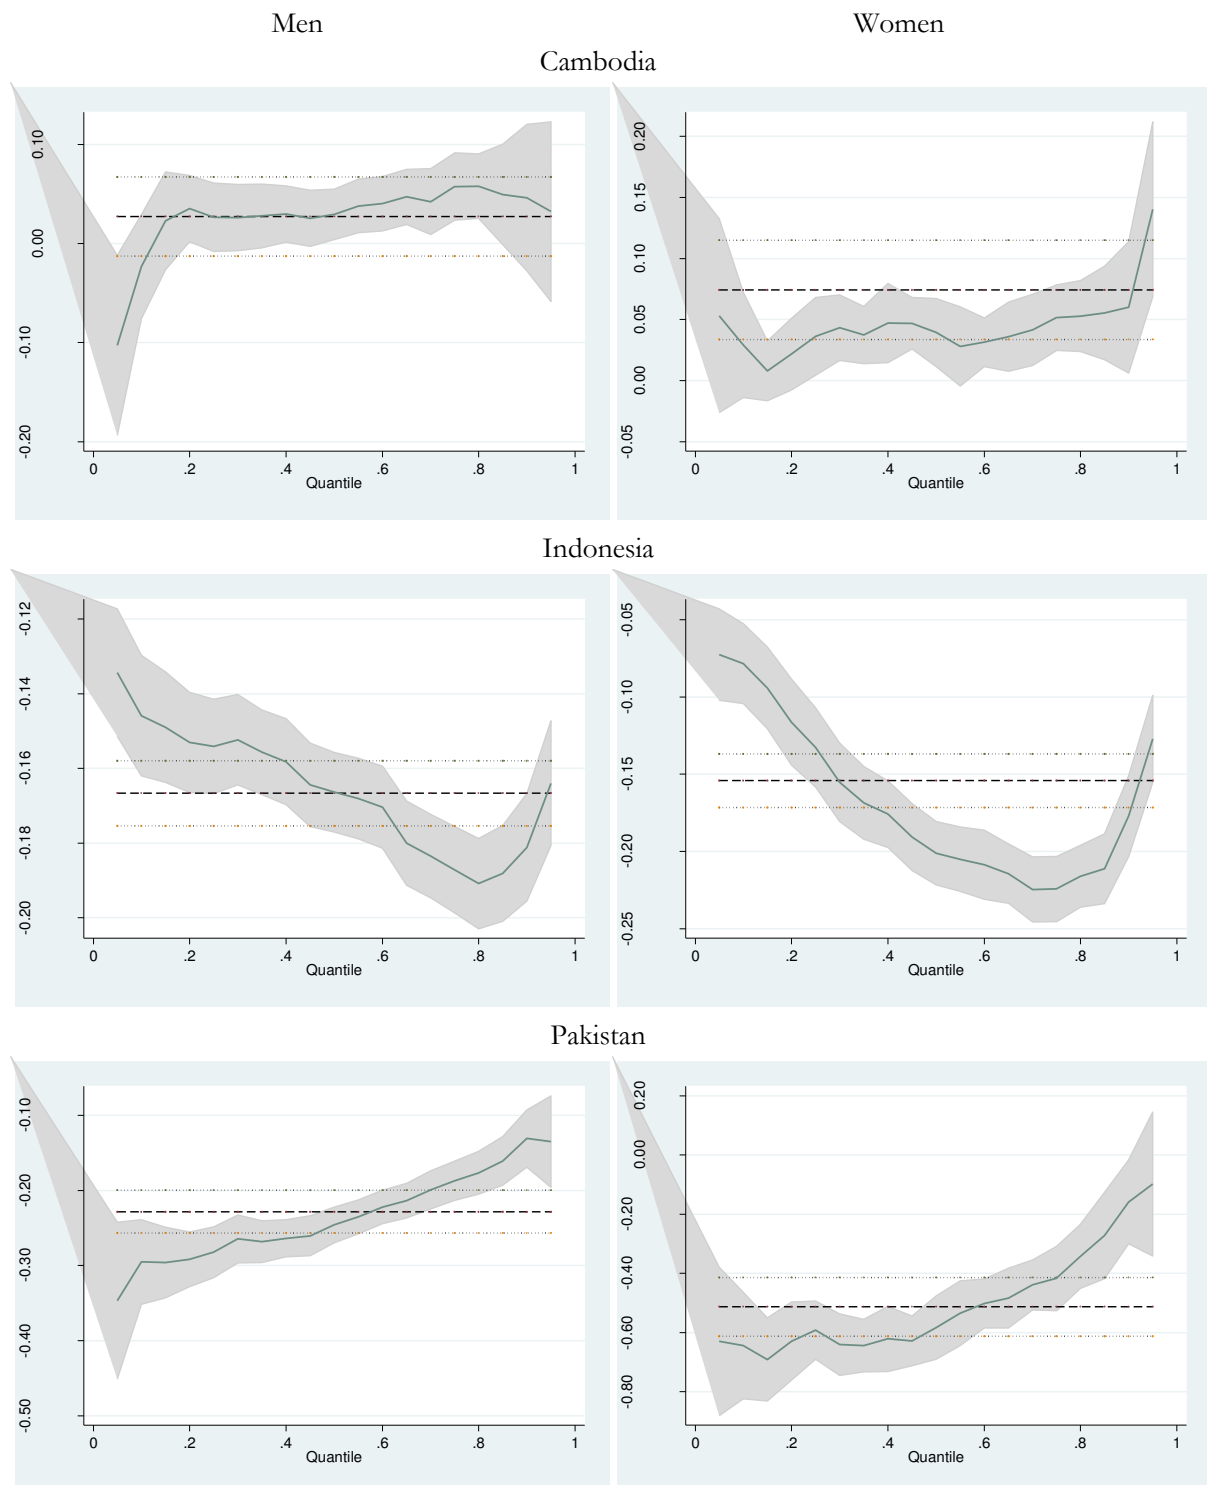 Men Women
Cambodia
0.10
0.00
-0.10
-0.20
0 .2 .4 .6 .8 1
Quantile
0.20
0.15
0.10
0.05
0.00
-0.05
0 .2 .4 .6 .8 1
Quantile
Indonesia
-0.12
-0.14
-0.16
-0.18
-0.20
0 .2 .4 .6 .8 1
Quantile
-0.05
-0.10
-0.15
-0.20
-0.25
0 .2 .4 .6 .8 1
Quantile
Pakistan
-0.10
-0.20
-0.30
-0.40
-0.50
0 .2 .4 .6 .8 1
Quantile
0.20
0.00
-0.20
-0.40
-0.60
-0.80
0 .2 .4 .6 .8 1
Quantile